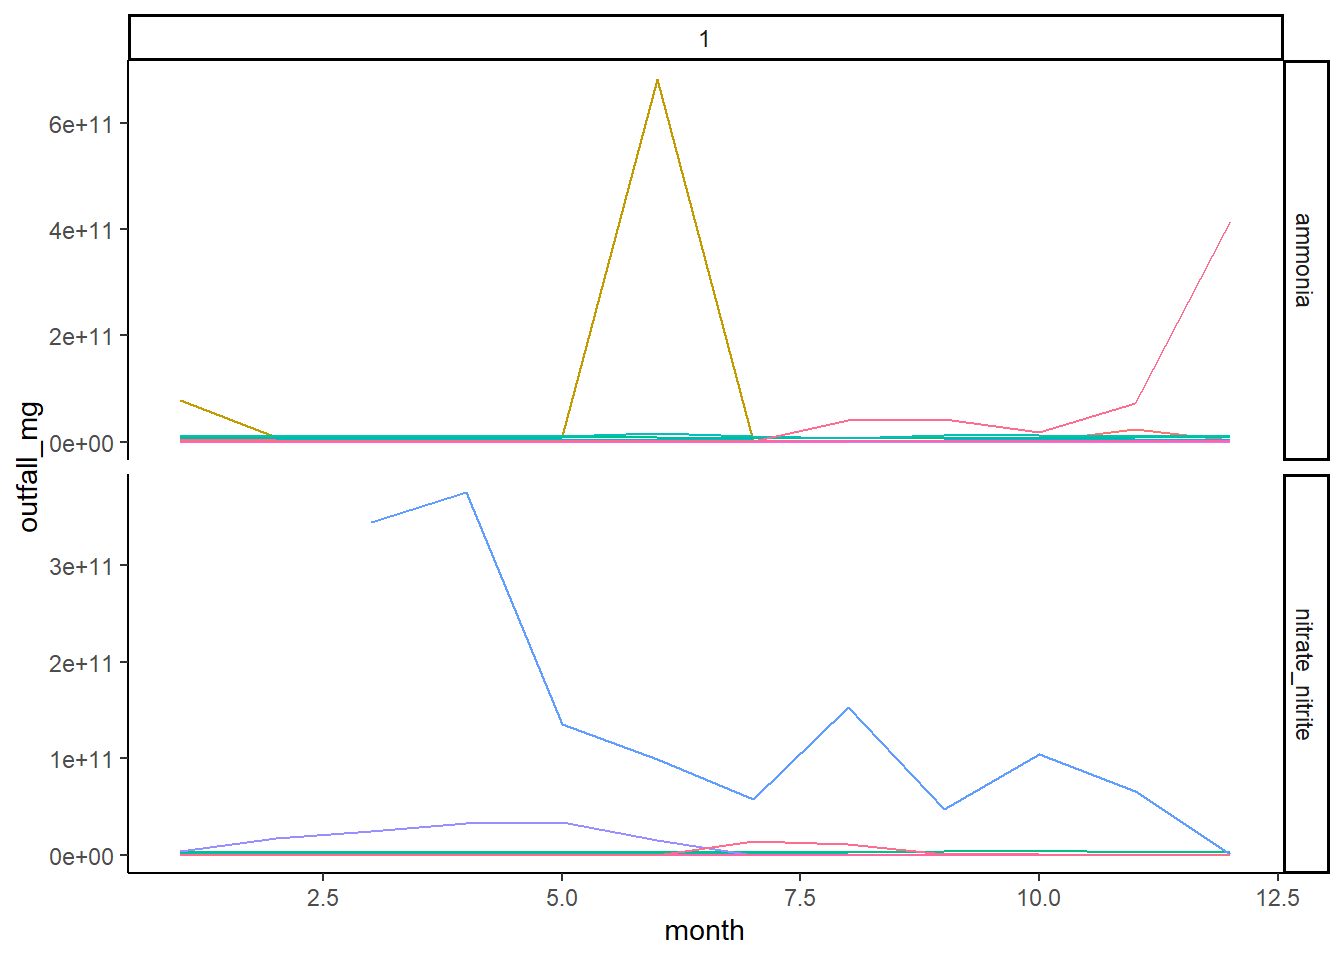 1
6e+11
4e+11
2e+11
0e+00
ammonia
outfall_mg
3e+11
2e+11
1e+11
0e+00
nitrate_nitrite
2.5
5.0
7.5
10.0
12.5
month